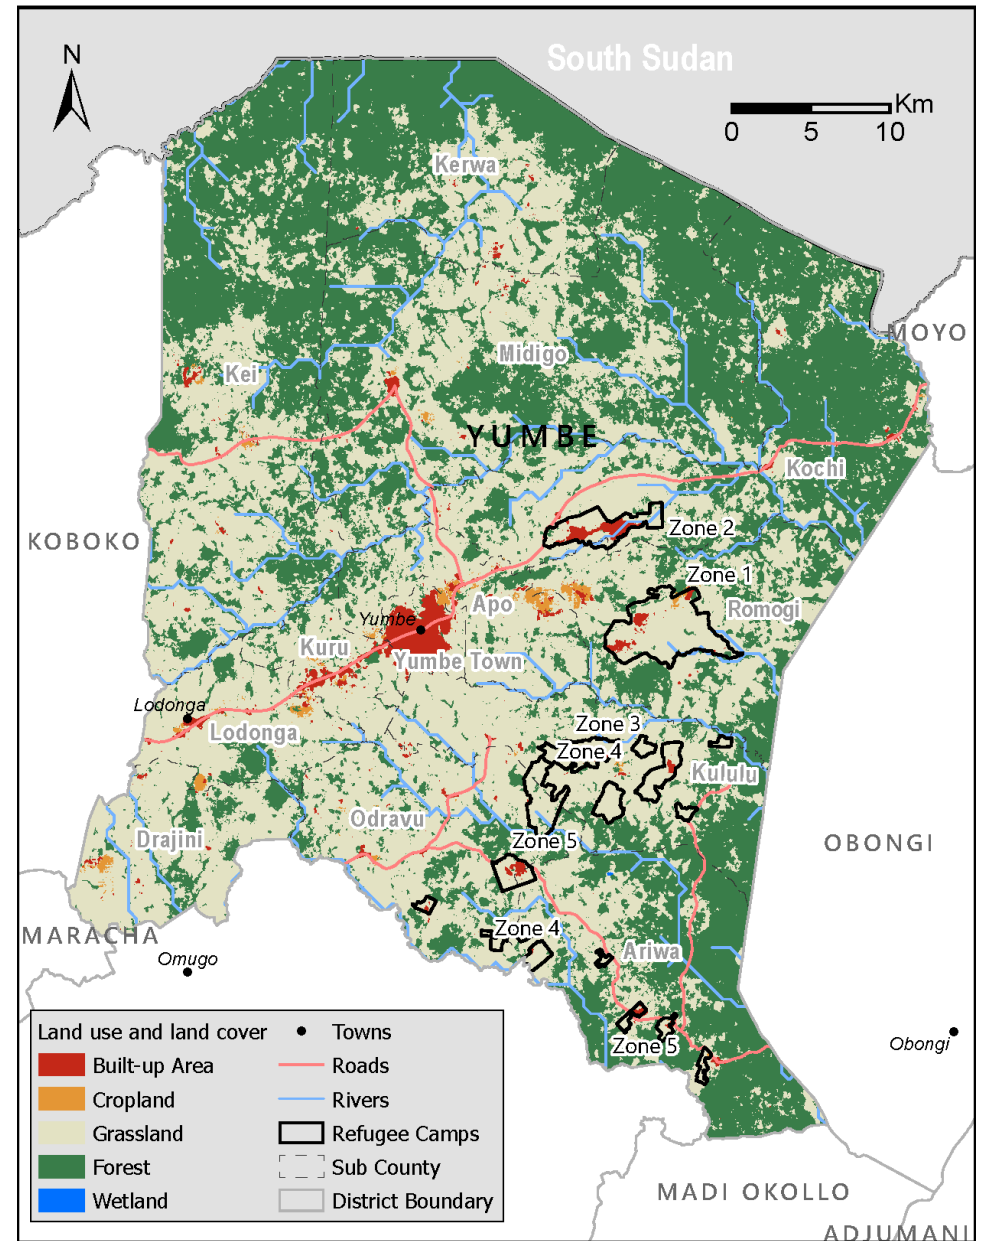 South Sudan
N
Km
0 5 10
Kerwa
MOYO
Midigo
Kei
YUMBE
Kochi
KOBOKO
Zone 2
Zone 1
Apo
Romogi
Yumbe
Kuru
Yumbe Town
Lodonga
Lodonga
Zone 3
Zone 4
Kululu
Odravu
Drajini
Zone 5
OBONGI
MARACHA
Zone 4
Ariwa
Omugo
Obongi
Zone 5
Land use and land cover
Built-up Area
Cropland
Grassland
Forest
Wetland
Towns
Roads
Rivers
Refugee Camps
Sub County
District Boundary
MADI OKOLLO
ADJUMANI